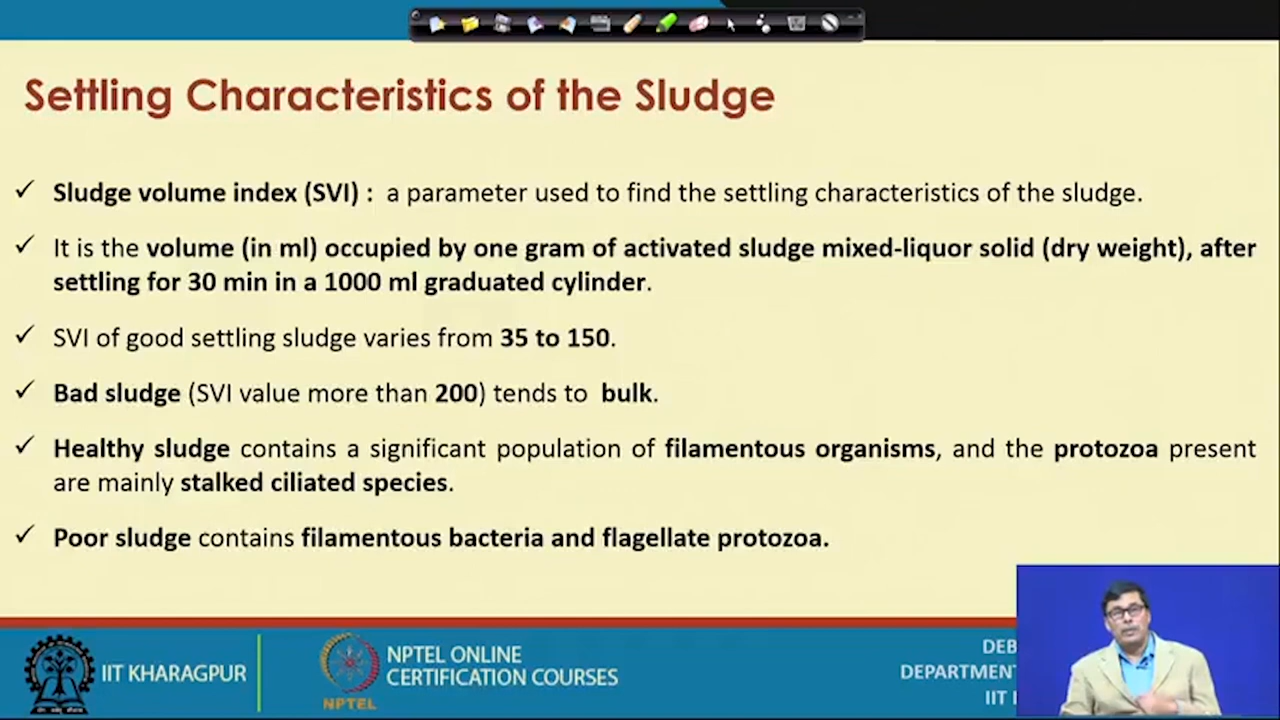 Settling Characteristics of the Sludge
✓ Sludge volume index (SVI) : a parameter used to find the settling characteristics of the sludge.
✓ It is the volume (in ml) occupied by one gram of activated sludge mixed-liquor solid (dry weight), after
settling for 30 min in a 1000 ml graduated cylinder.
✓ SVI of good settling sludge varies from 35 to 150.
✓ Bad sludge (SVI value more than 200) tends to bulk.
✓ Healthy sludge contains a significant population of filamentous organisms, and the protozoa present
are mainly stalked ciliated species.
✓ Poor sludge contains filamentous bacteria and flagellate protozoa.
IIT KHARAGPUR
NPTEL
NPTEL ONLINE
CERTIFICATION COURSES
DEB
DEPARTMEN
IIT